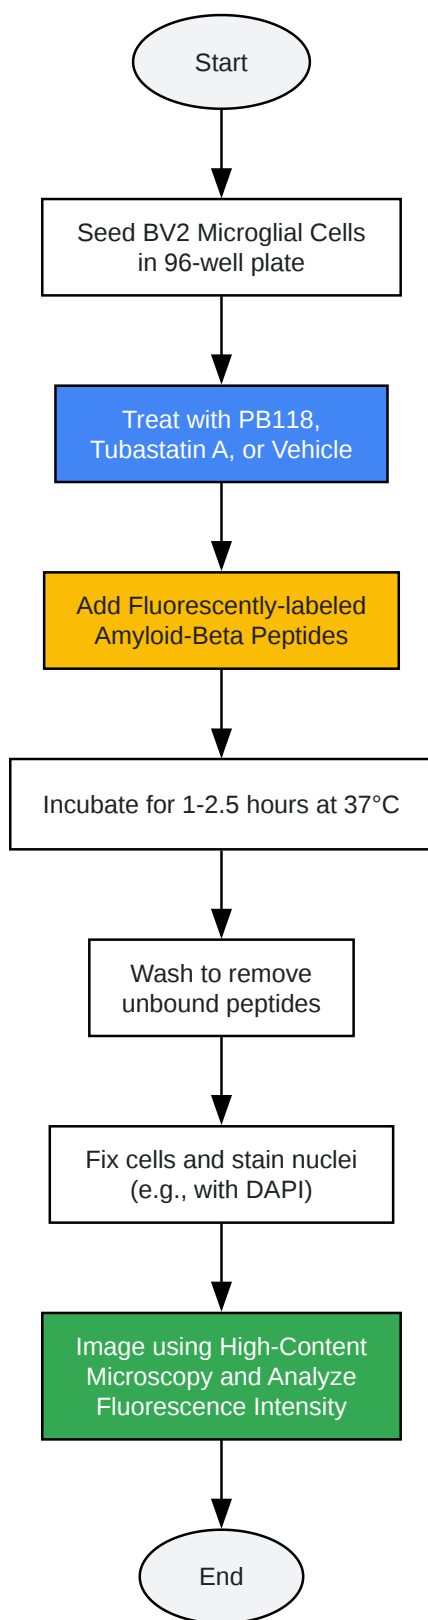 Start
Seed BV2 Microglial Cells
in 96-well plate
Treat with PB118,
Tubastatin A, or Vehicle
Add Fluorescently-labeled
Amyloid-Beta Peptides
Incubate for 1-2.5 hours at 37°C
Wash to remove
unbound peptides
Fix cells and stain nuclei
(e.g., with DAPI)
Image using High-Content
Microscopy and Analyze
Fluorescence Intensity
End